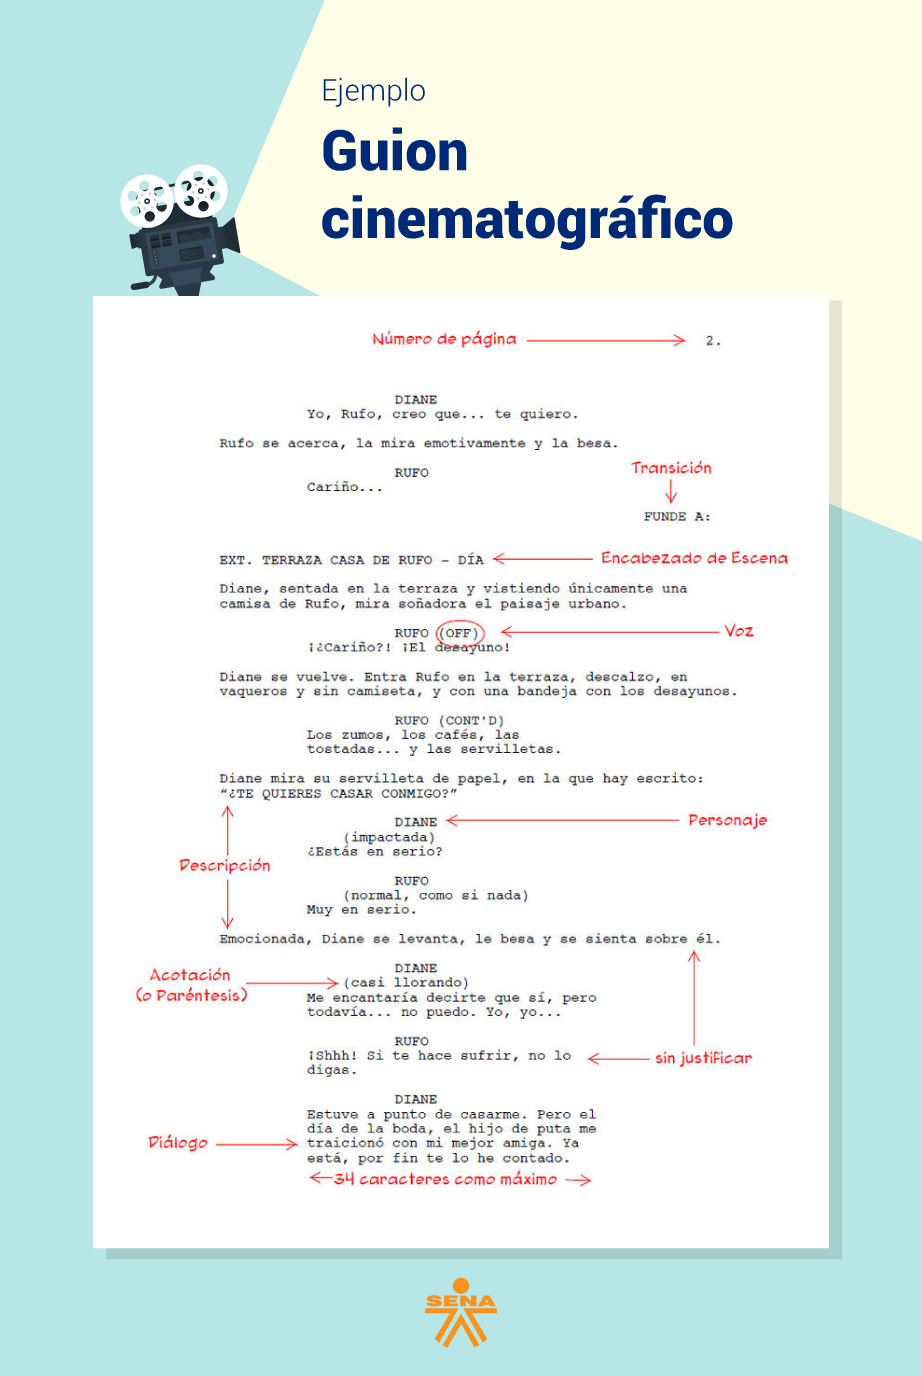 Ejemplo
Guion
cinematográfico
Número de página
2.
DIANE
Yo, Rufo, creo que... te quiero.
Rufo se acerca, la mira emotivamente y la besa.
RUFO
Cariño...
Transición
FUNDE A:
EXT. TERRAZA CASA DE RUFO - DÍA
Encabezado de Escena
Diane, sentada en la terraza y vistiendo únicamente una
camisa de Rufo, mira soñadora el paisaje urbano.
RUFO (OFF)
Voz
¡¿Cariño?! ¡El desayuno!
Diane se vuelve. Entra Rufo en la terraza, descalzo, en
vaqueros y sin camiseta, y con una bandeja con los desayunos.
RUFO (CONT'D)
Los zumos, los cafés, las
tostadas... y las servilletas.
Diane mira su servilleta de papel, en la que hay escrito:
“¿TE QUIERES CASAR CONMIGO?”
DIANE
Personaje
(impactada)
¿Estás en serio?
Descripción
RUFO
(normal, como si nada)
Muy en serio.
Emocionada, Diane se levanta, le besa y se sienta sobre él.
DIANE
Acotación
(o Paréntesis)
(casi llorando)
Me encantaría decirte que sí, pero
todavía... no puedo. Yo, yo...
RUFO
¡Shhh! Si te hace sufrir, no lo
digas.
sin justificar
DIANE
Estuve a punto de casarme. Pero el
día de la boda, el hijo de puta me
traicionó con mi mejor amiga. Ya
está, por fin te lo he contado.
Diálogo
34 caracteres como máximo
SENA